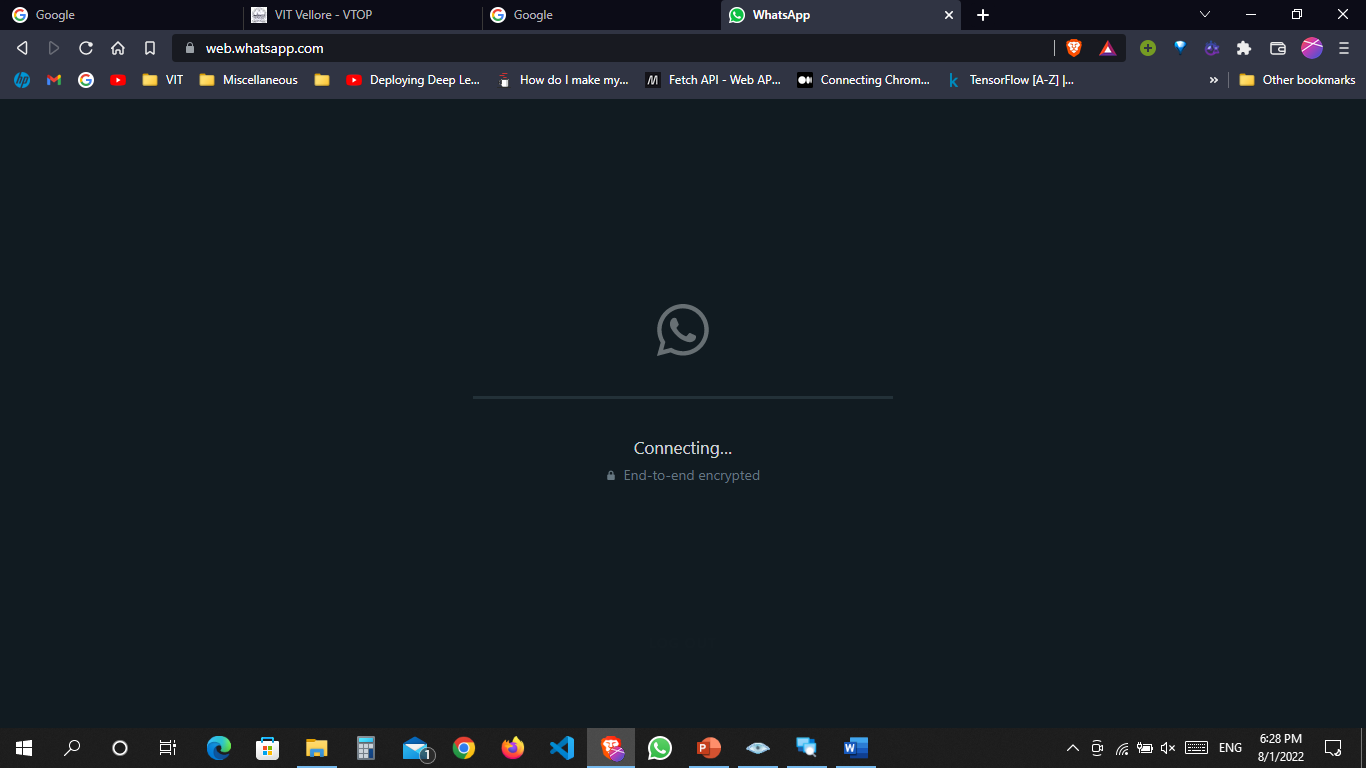 Google
VIT Vellore - VTOP
Google
WhatsApp
web.whatsapp.com
VIT
Miscellaneous
Deploying Deep Le...
How do I make my...
Fetch API - Web AP...
Connecting Chrom...
TensorFlow [A-Z] |...
»
Other bookmarks
Connecting...
End-to-end encrypted
1
ENG
6:28 PM
8/1/2022